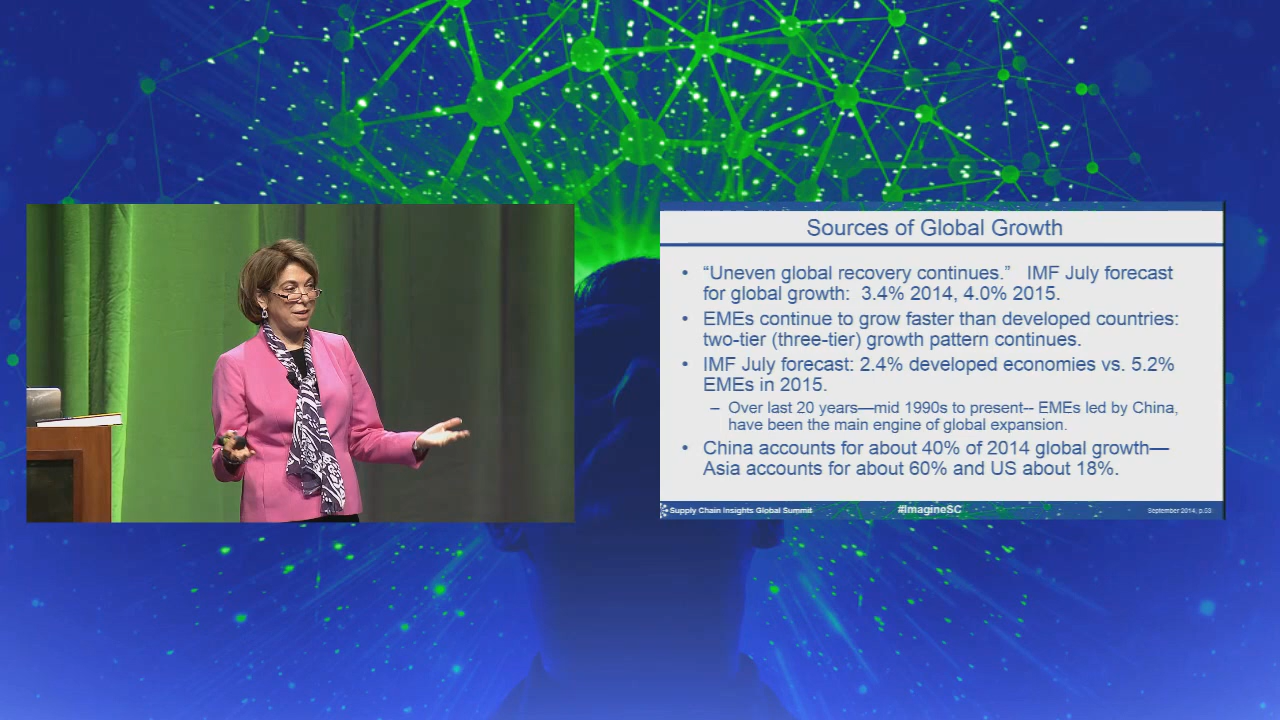 Sources of Global Growth
• “Uneven global recovery continues.” IMF July forecast
for global growth: 3.4% 2014, 4.0% 2015.
• EMEs continue to grow faster than developed countries:
two-tier (three-tier) growth pattern continues.
• IMF July forecast: 2.4% developed economies vs. 5.2%
EMEs in 2015.
– Over last 20 years—mid 1990s to present-- EMEs led by China,
have been the main engine of global expansion.
• China accounts for about 40% of 2014 global growth—
Asia accounts for about 60% and US about 18%.
Supply Chain Insights Global Summit
#ImagineSC
September 2014, p.53